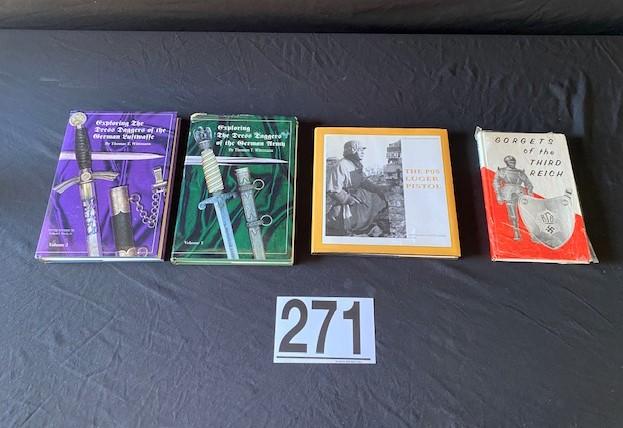 Exploring The
Dress Daggers of the
German Luftwaffe
By Thomas T. Wittmann
Volume 2
Exploring
The Dress Daggers
of the German Army
By Thomas T. Wittmann
Volume 1
THE P08
LUGER
PISTOL
GORGETS
of the
THIRD
REICH
271